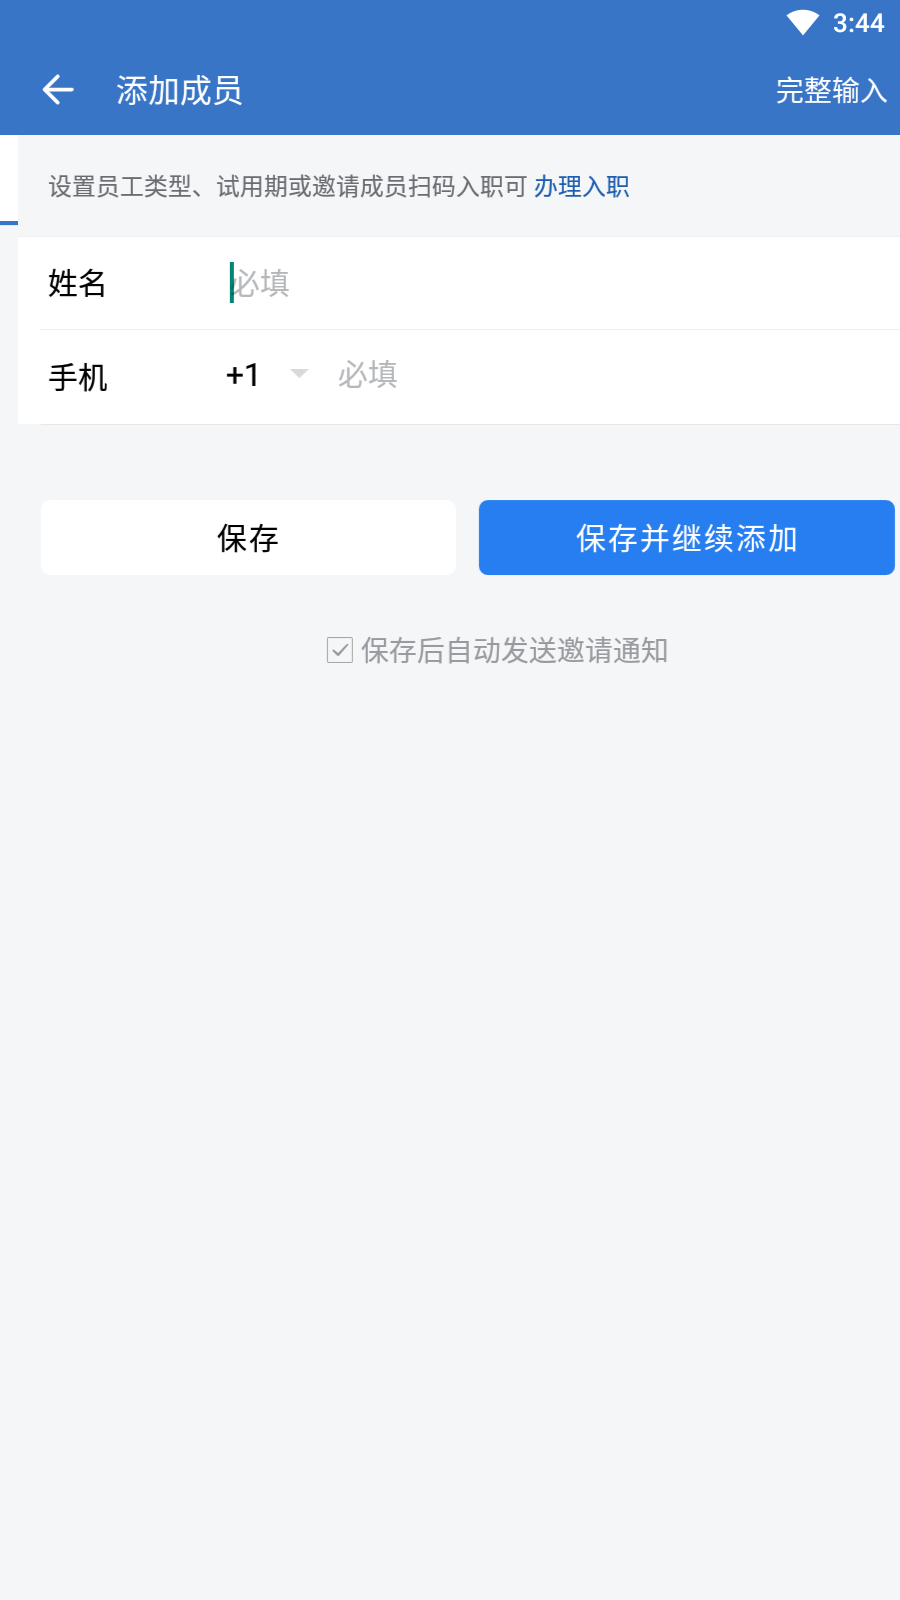 3:44
添加成员 完整输入
设置员工类型、试用期或邀请成员扫码入职可 办理入职
姓名 必填
手机 +1 必填
保存 保存并继续添加
保存后自动发送邀请通知